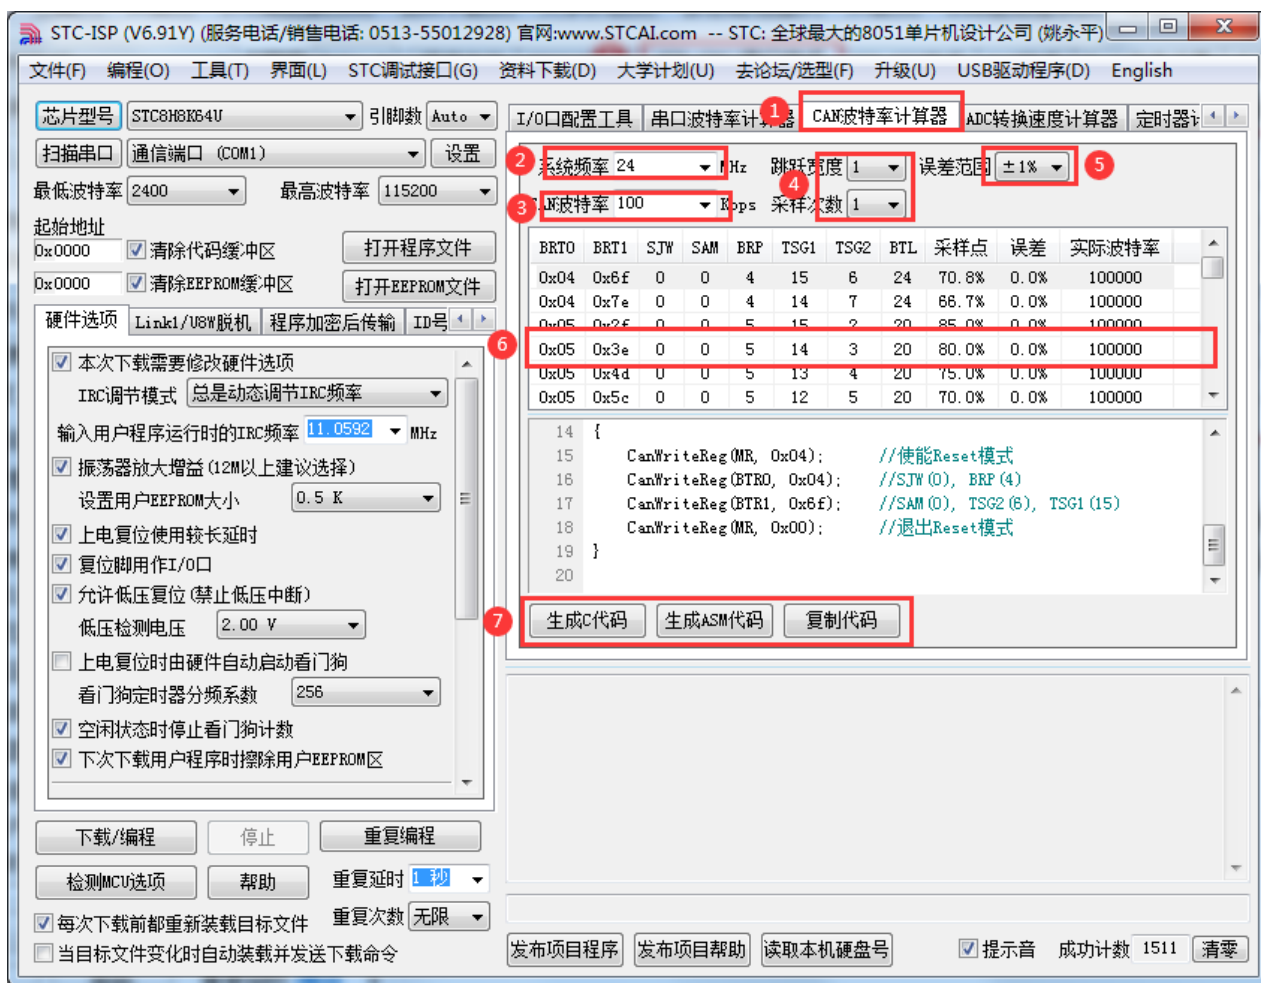 STC-ISP (V6.91Y) (服务电话/销售电话: 0513-55012928) 官网:www.STCAI.com -- STC: 全球最大的8051单片机设计公司 (姚永平)
文件(F) 编程(O) 工具(T) 界面(L) STC调试接口(G) 资料下载(D) 大学计划(U) 去论坛/选型(F) 升级(U) USB驱动程序(D) English
芯片型号 STC8H8K64U 引脚数 Auto
扫描串口 通信端口 (COM1) 设置
最低波特率 2400 最高波特率 115200
起始地址
0x0000 清除代码缓冲区 打开程序文件
0x0000 清除EEPROM缓冲区 打开EEPROM文件
硬件选项 Link1/U8W脱机 程序加密后传输 ID号
本次下载需要修改硬件选项
IRC调节模式 总是动态调节IRC频率
输入用户程序运行时的IRC频率 11.0592 MHz
振荡器放大增益(12M以上建议选择)
设置用户EEPROM大小 0.5 K
上电复位使用较长延时
复位脚用作I/O口
允许低压复位(禁止低压中断)
低压检测电压 2.00 V
上电复位时由硬件自动启动看门狗
看门狗定时器分频系数 256
空闲状态时停止看门狗计数
下次下载用户程序时擦除用户EEPROM区
下载/编程 停止 重复编程
检测MCU选项 帮助 重复延时 1 秒
每次下载前都重新装载目标文件 重复次数 无限
当目标文件变化时自动装载并发送下载命令
I/O口配置工具 串口波特率计算器 1 CAN波特率计算器 ADC转换速度计算器 定时器计
2 系统频率 24 MHz 跳跃宽度 1 误差范围 ±1% 5
3 CAN波特率 100 Kbps 4 采样次数 1
BRT0 BRT1 SJW SAM BRP TSG1 TSG2 BTL 采样点 误差 实际波特率
0x04 0x6f 0 0 4 15 6 24 70.8% 0.0% 100000
0x04 0x7e 0 0 4 14 7 24 66.7% 0.0% 100000
0x05 0x2f 0 0 5 15 2 20 85.0% 0.0% 100000
6 0x05 0x3e 0 0 5 14 3 20 80.0% 0.0% 100000
0x05 0x4d 0 0 5 13 4 20 75.0% 0.0% 100000
0x05 0x5c 0 0 5 12 5 20 70.0% 0.0% 100000
14 {
15 CanWriteReg(MR, 0x04); //使能Reset模式
16 CanWriteReg(BTR0, 0x04); //SJW(0), BRP(4)
17 CanWriteReg(BTR1, 0x6f); //SAM(0), TSG2(6), TSG1(15)
18 CanWriteReg(MR, 0x00); //退出Reset模式
19 }
20
7 生成C代码 生成ASM代码 复制代码
发布项目程序 发布项目帮助 读取本机硬盘号 提示音 成功计数 1511 清零